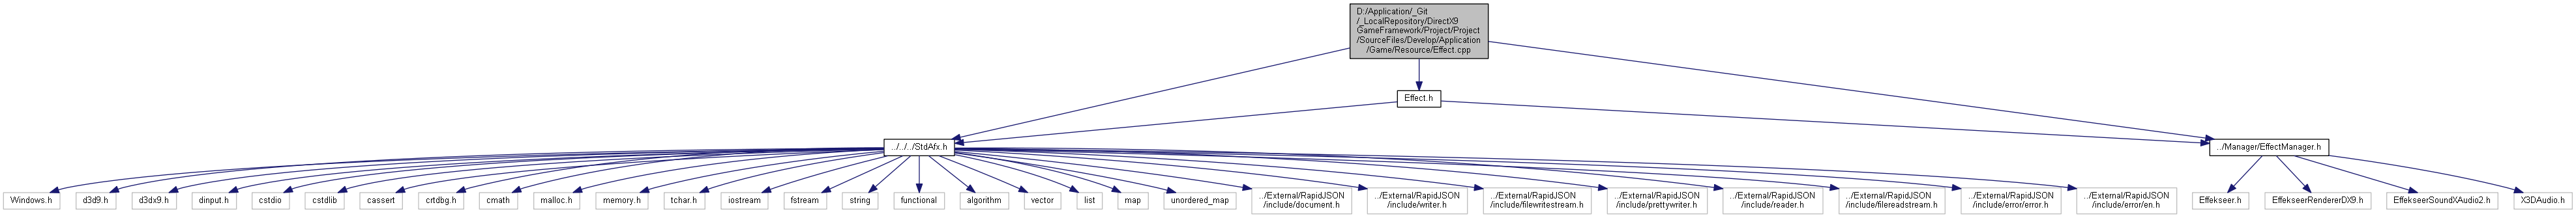 D:/Application/_Git
/_LocalRepository/DirectX9
_GameFramework/Project/Project
/SourceFiles/Develop/Application
/Game/Resource/Effect.cpp
Effect.h
../../../StdAfx.h
../Manager/EffectManager.h
Windows.h
d3d9.h
d3dx9.h
dinput.h
cstdio
cstdlib
cassert
crtdbg.h
cmath
malloc.h
memory.h
tchar.h
iostream
fstream
string
functional
algorithm
vector
list
map
unordered_map
../External/RapidJSON
/include/document.h
../External/RapidJSON
/include/writer.h
../External/RapidJSON
/include/filewritestream.h
../External/RapidJSON
/include/prettywriter.h
../External/RapidJSON
/include/reader.h
../External/RapidJSON
/include/filereadstream.h
../External/RapidJSON
/include/error/error.h
../External/RapidJSON
/include/error/en.h
Effekseer.h
EffekseerRendererDX9.h
EffekseerSoundXAudio2.h
X3DAudio.h